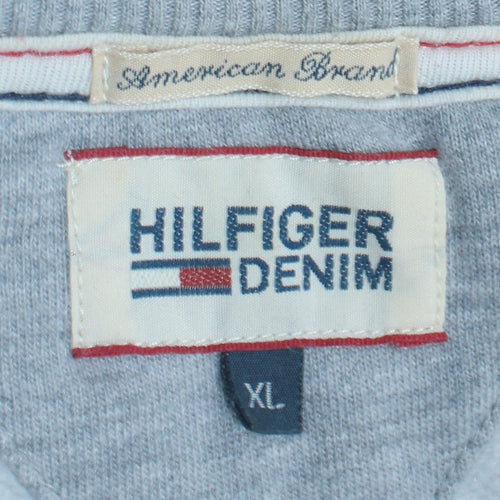 American Brand
HILFIGER
DENIM
XL